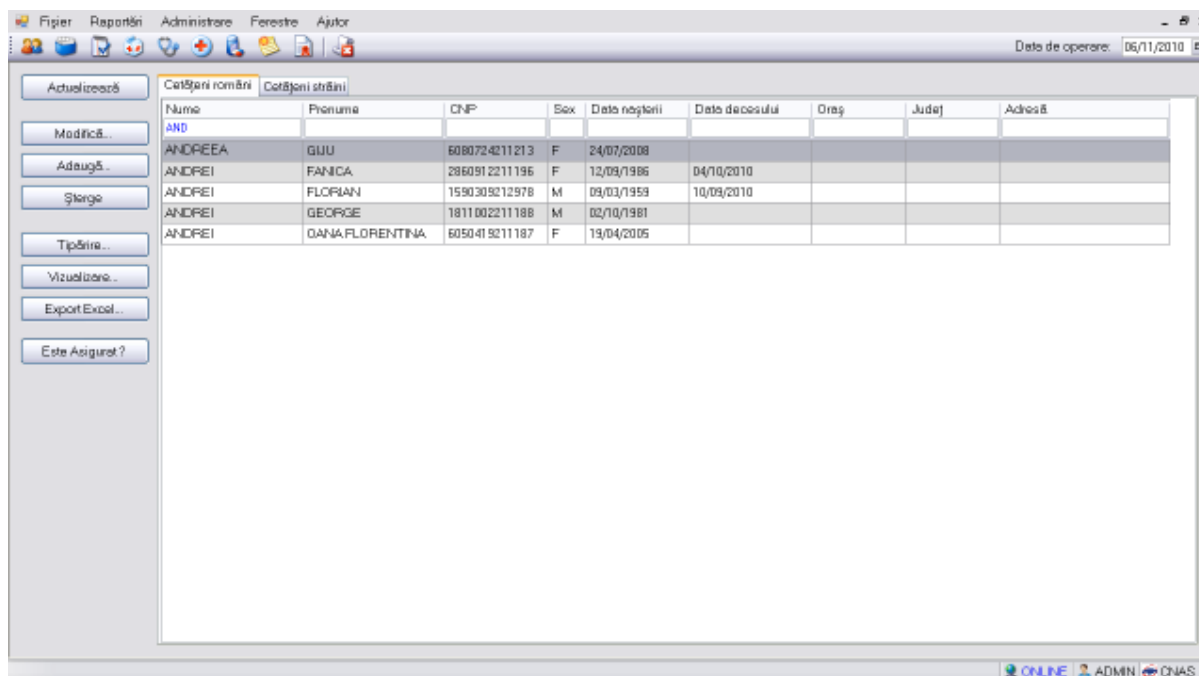 Fișier Raportări Administrare Ferestre Ajutor
Data de operare: 06/11/2010
Actualizează
Modifică...
Adaugă...
Șterge
Tipărire...
Vizualizare...
Export Excel...
Este Asigurat?
Cetățeni români Cetățeni străini
Nume Prenume CNP Sex Data nașterii Data decesului Oraș Județ Adresă
AND
ANDREEA GIJU 6080724211213 F 24/07/2008
ANDREI FANICA 2860912211196 F 12/09/1986 04/10/2010
ANDREI FLORIAN 1590309212978 M 09/03/1959 10/09/2010
ANDREI GEORGE 1811002211188 M 02/10/1981
ANDREI OANA FLORENTINA 6050419211187 F 19/04/2005
ONLINE ADMIN CNAS